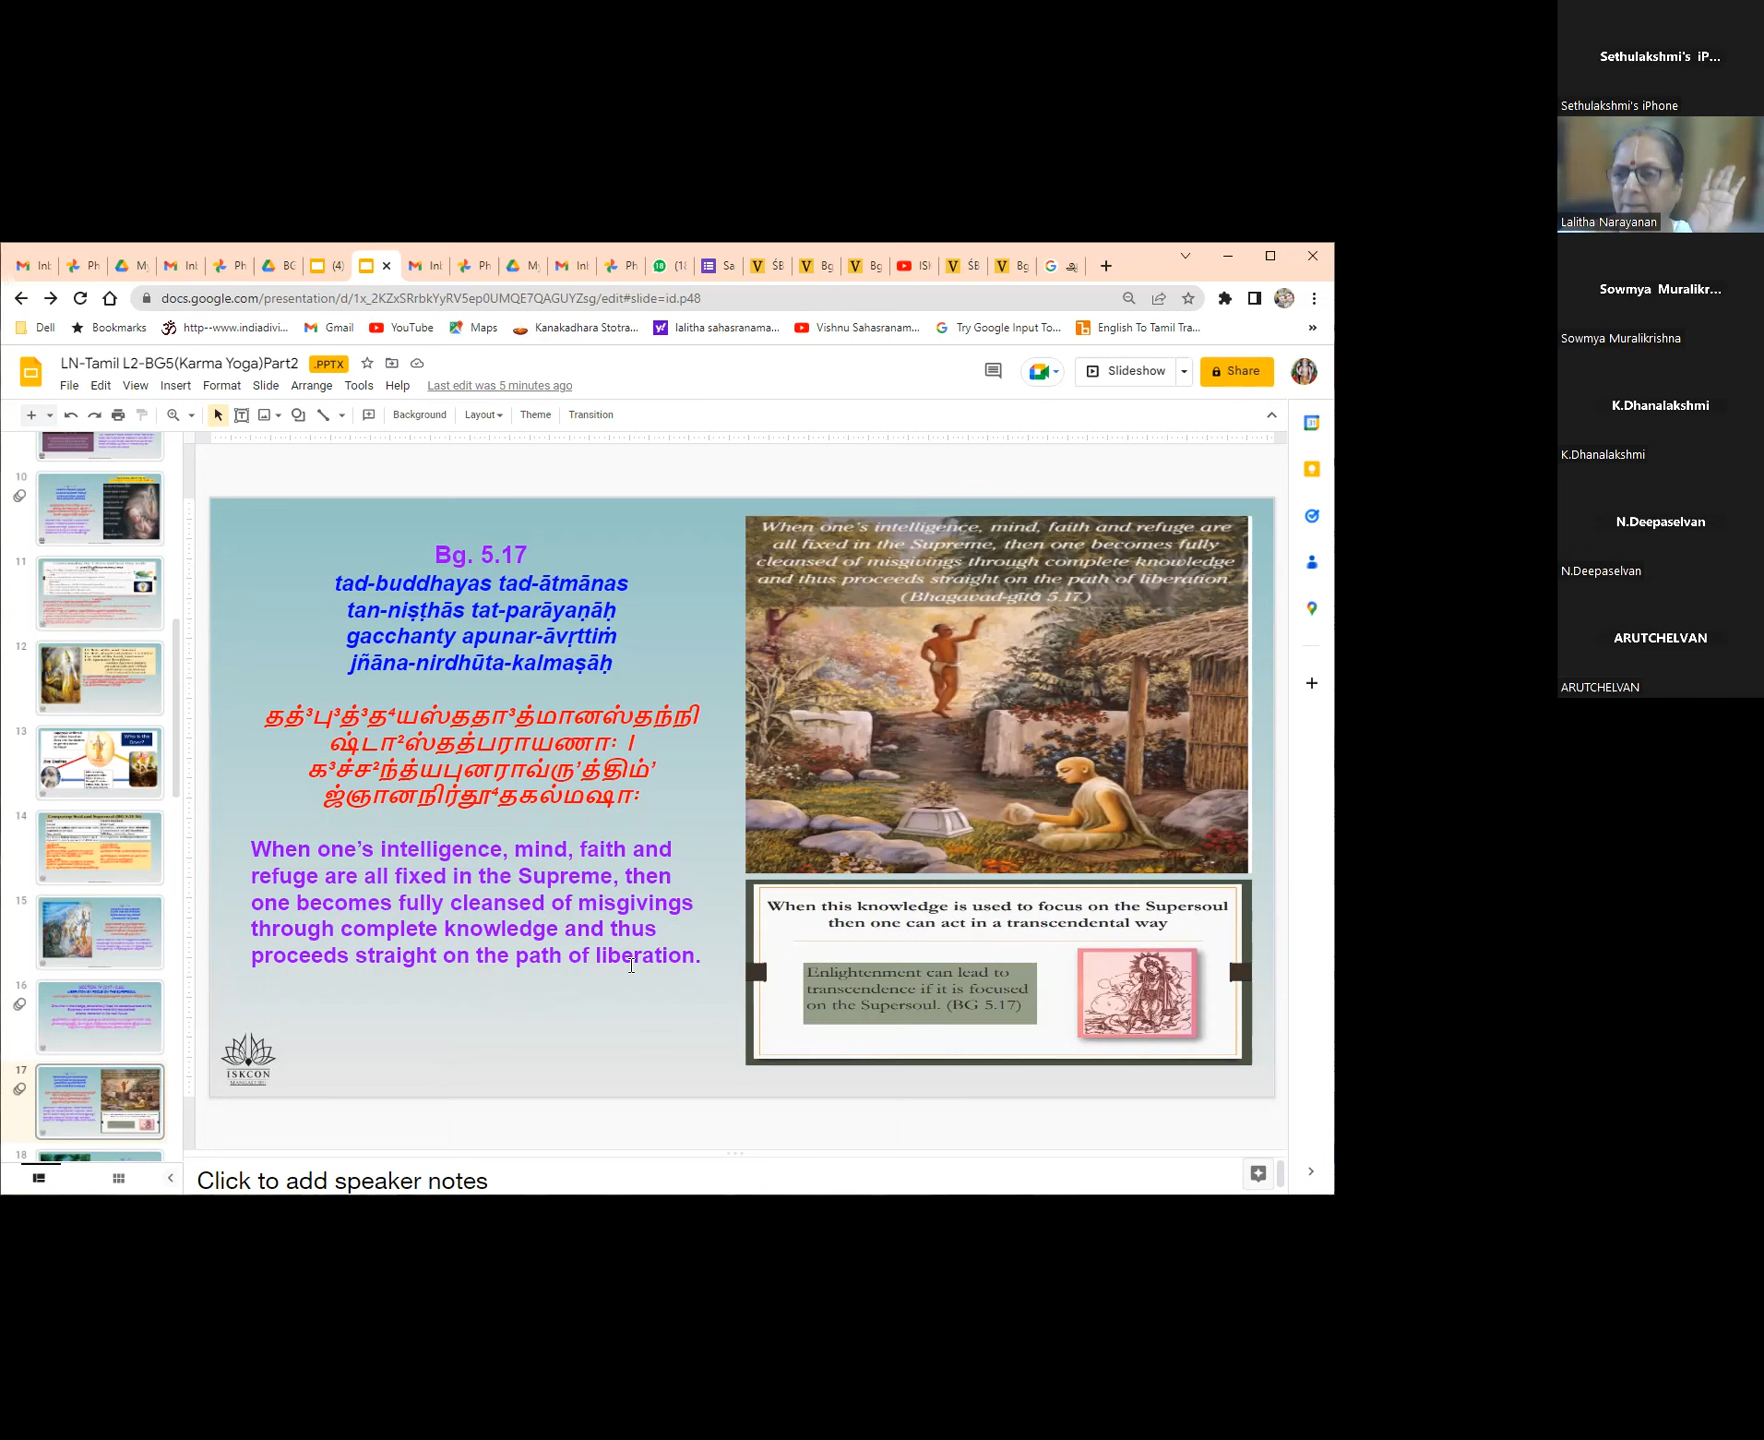 Sethulakshmi's iP...
Sethulakshmi's iPhone
Lalitha Narayanan
Sowmya Muralikr...
Sowmya Muralikrishna
K.Dhanalakshmi
K.Dhanalakshmi
N.Deepaselvan
N.Deepaselvan
ARUTCHELVAN
ARUTCHELVAN
docs.google.com/presentation/d/1x_2KZxSRrbkYyRV5ep0UMQE7QAGUYZsg/edit#slide=id.p48
Dell Bookmarks http--www.indiadivi... Gmail YouTube Maps Kanakadhara Stotra... lalitha sahasranama... Vishnu Sahasranam... Try Google Input To... English To Tamil Tra...
LN-Tamil L2-BG5(Karma Yoga)Part2 .PPTX
File Edit View Insert Format Slide Arrange Tools Help Last edit was 5 minutes ago
Slideshow Share
Background Layout Theme Transition
10
11
12
13
14
15
16
17
18
Bg. 5.17
tad-buddhayas tad-ātmānas
tan-niṣṭhās tat-parāyaṇāḥ
gacchanty apunar-āvṛttiṁ
jñāna-nirdhūta-kalmaṣāḥ
தத்³பு³த்³த⁴யஸ்ததா³த்மானஸ்தந்நி
ஷ்டா²ஸ்தத்பராயணா: |
க³ச்ச²ந்த்யபுனராவ்ரு’த்திம்’
ஜ்ஞானநிர்தூ⁴தகல்மஷா:
When one’s intelligence, mind, faith and
refuge are all fixed in the Supreme, then
one becomes fully cleansed of misgivings
through complete knowledge and thus
proceeds straight on the path of liberation.
ISKCON
When one's intelligence, mind, faith and refuge are
all fixed in the Supreme, then one becomes fully
cleansed of misgivings through complete knowledge
and thus proceeds straight on the path of liberation
(Bhagavad-gītā 5.17)
When this knowledge is used to focus on the Supersoul
then one can act in a transcendental way
Enlightenment can lead to
transcendence if it is focused
on the Supersoul. (BG 5.17)
Click to add speaker notes